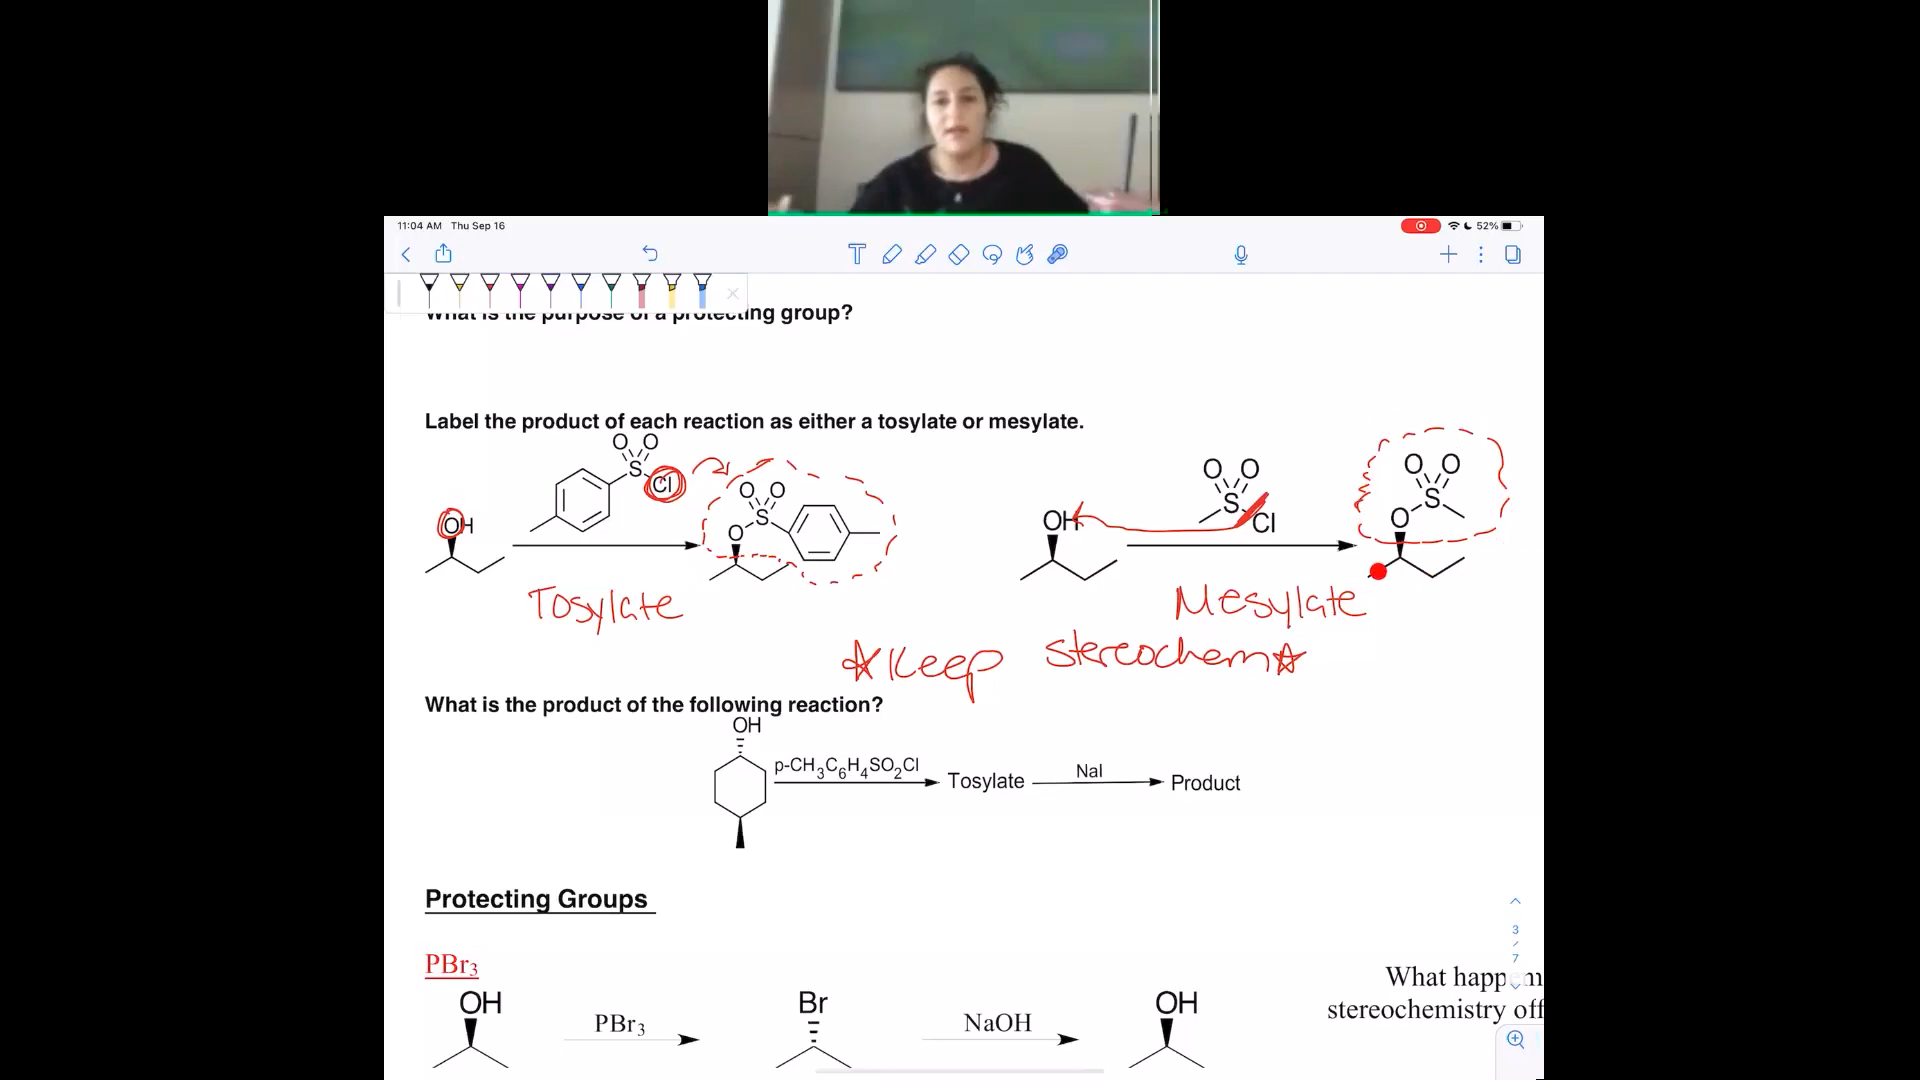 11:04 AM Thu Sep 16
52%
What is the purpose of a protecting group?
Label the product of each reaction as either a tosylate or mesylate.
O O
S
Cl
OH
O O
S
O
Tosylate
O O
S
Cl
OH
O O
S
O
Mesylate
☆Keep stereochem☆
What is the product of the following reaction?
OH
p-CH3C6H4SO2Cl
Tosylate
NaI
Product
Protecting Groups
3
/
7
PBr3
What happ
stereochemistry off
OH
PBr3
Br
NaOH
OH